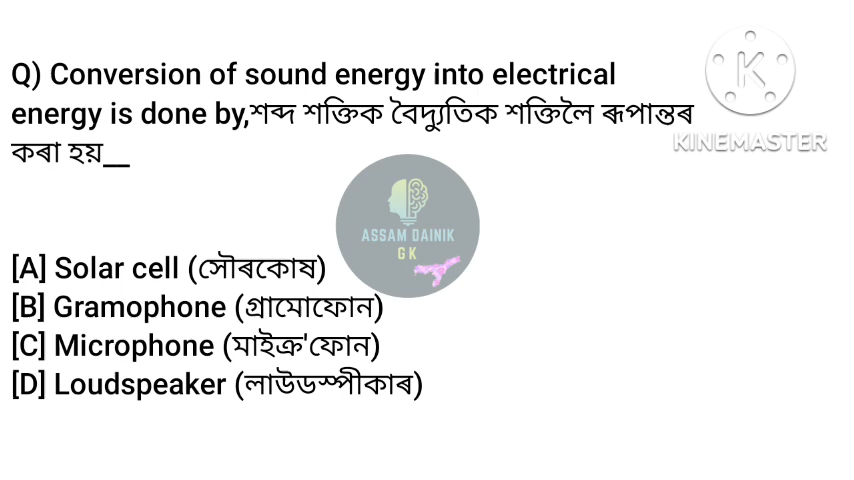 Q) Conversion of sound energy into electrical
energy is done by,শব্দ শক্তিক বৈদ্যুতিক শক্তিলৈ ৰূপান্তৰ
কৰা হয়__
K
KINEMASTER
ASSAM DAINIK
GK
[A] Solar cell (সৌৰকোষ)
[B] Gramophone (গ্ৰামোফোন)
[C] Microphone (মাইক্ৰ'ফোন)
[D] Loudspeaker (লাউডস্পীকাৰ)